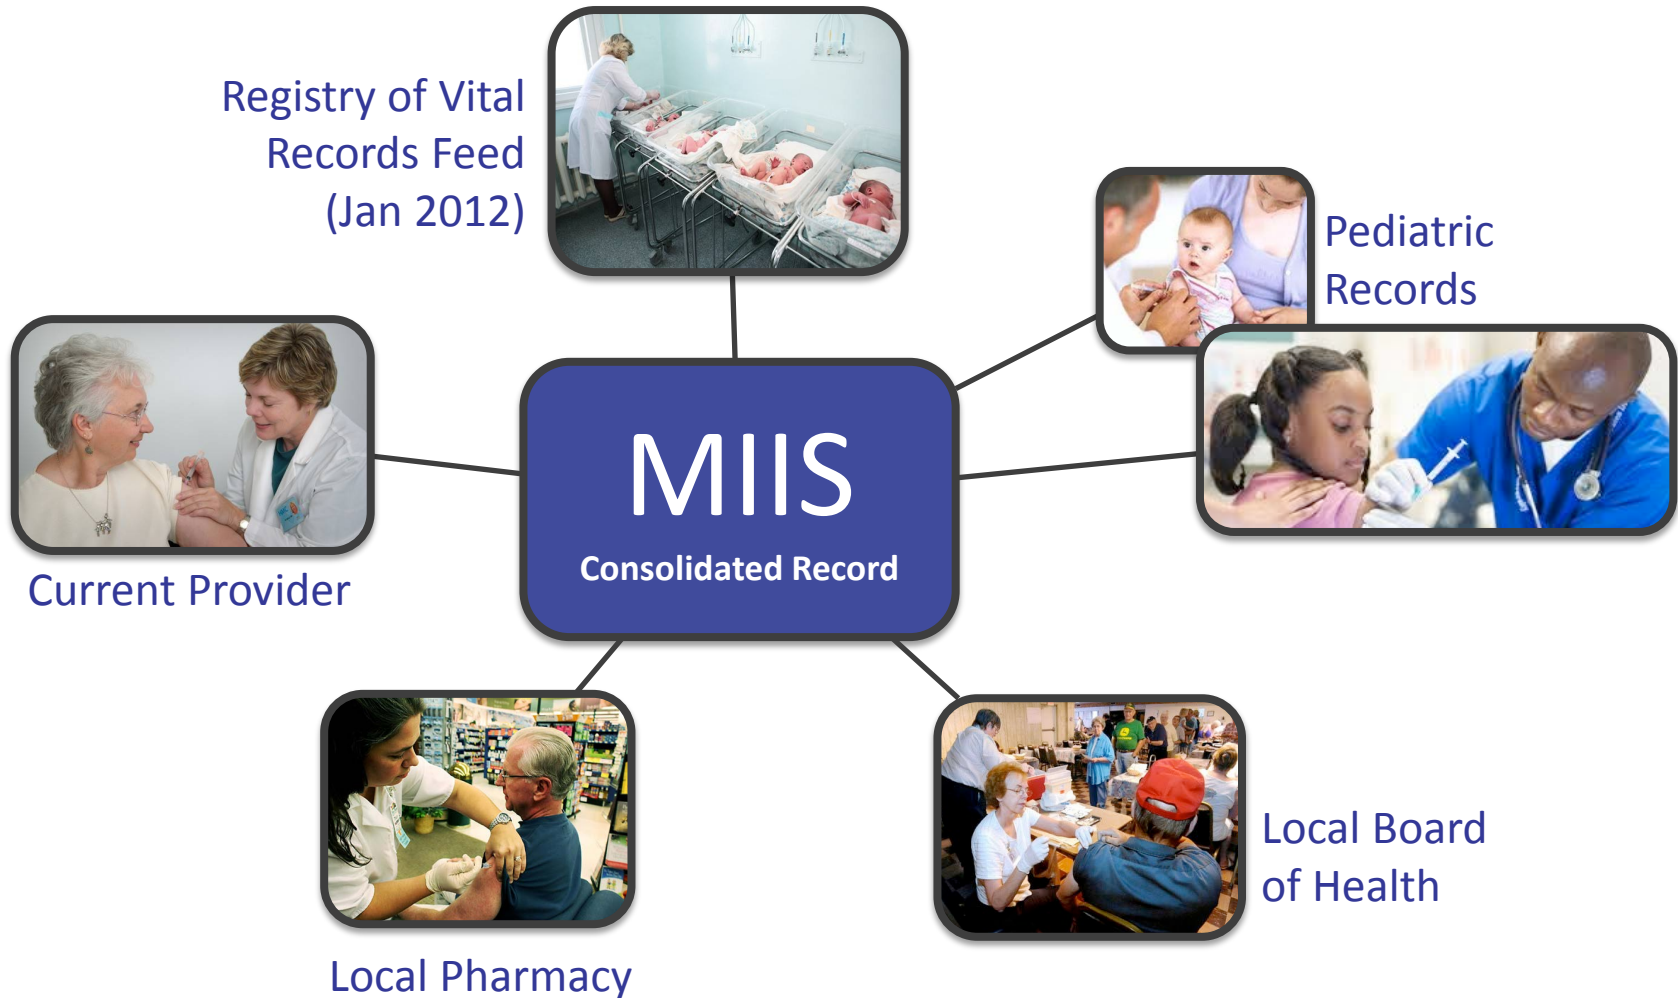 Registry of Vital
Records Feed
(Jan 2012)
Pediatric
Records
Current Provider
MIIS
Consolidated Record
Local Board
of Health
Local Pharmacy